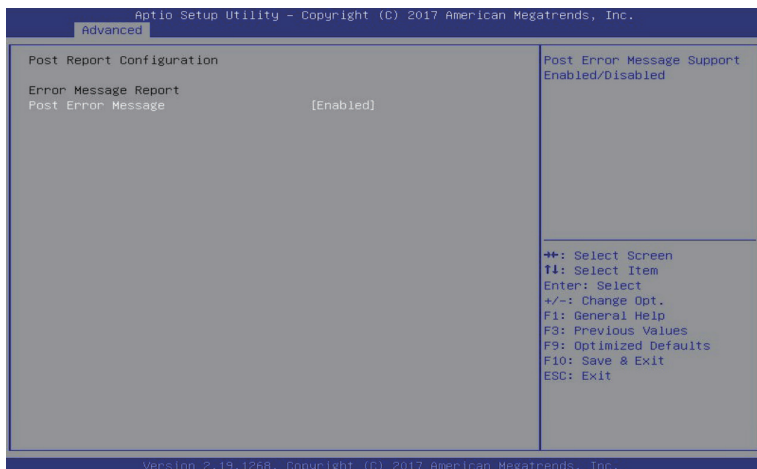 Aptio Setup Utility – Copyright (C) 2017 American Megatrends, Inc.
Advanced
Post Report Configuration
Error Message Report
Post Error Message [Enabled]
Post Error Message Support
Enabled/Disabled
→←: Select Screen
↑↓: Select Item
Enter: Select
+/-: Change Opt.
F1: General Help
F3: Previous Values
F9: Optimized Defaults
F10: Save & Exit
ESC: Exit
Version 2.19.1268. Copyright (C) 2017 American Megatrends, Inc.